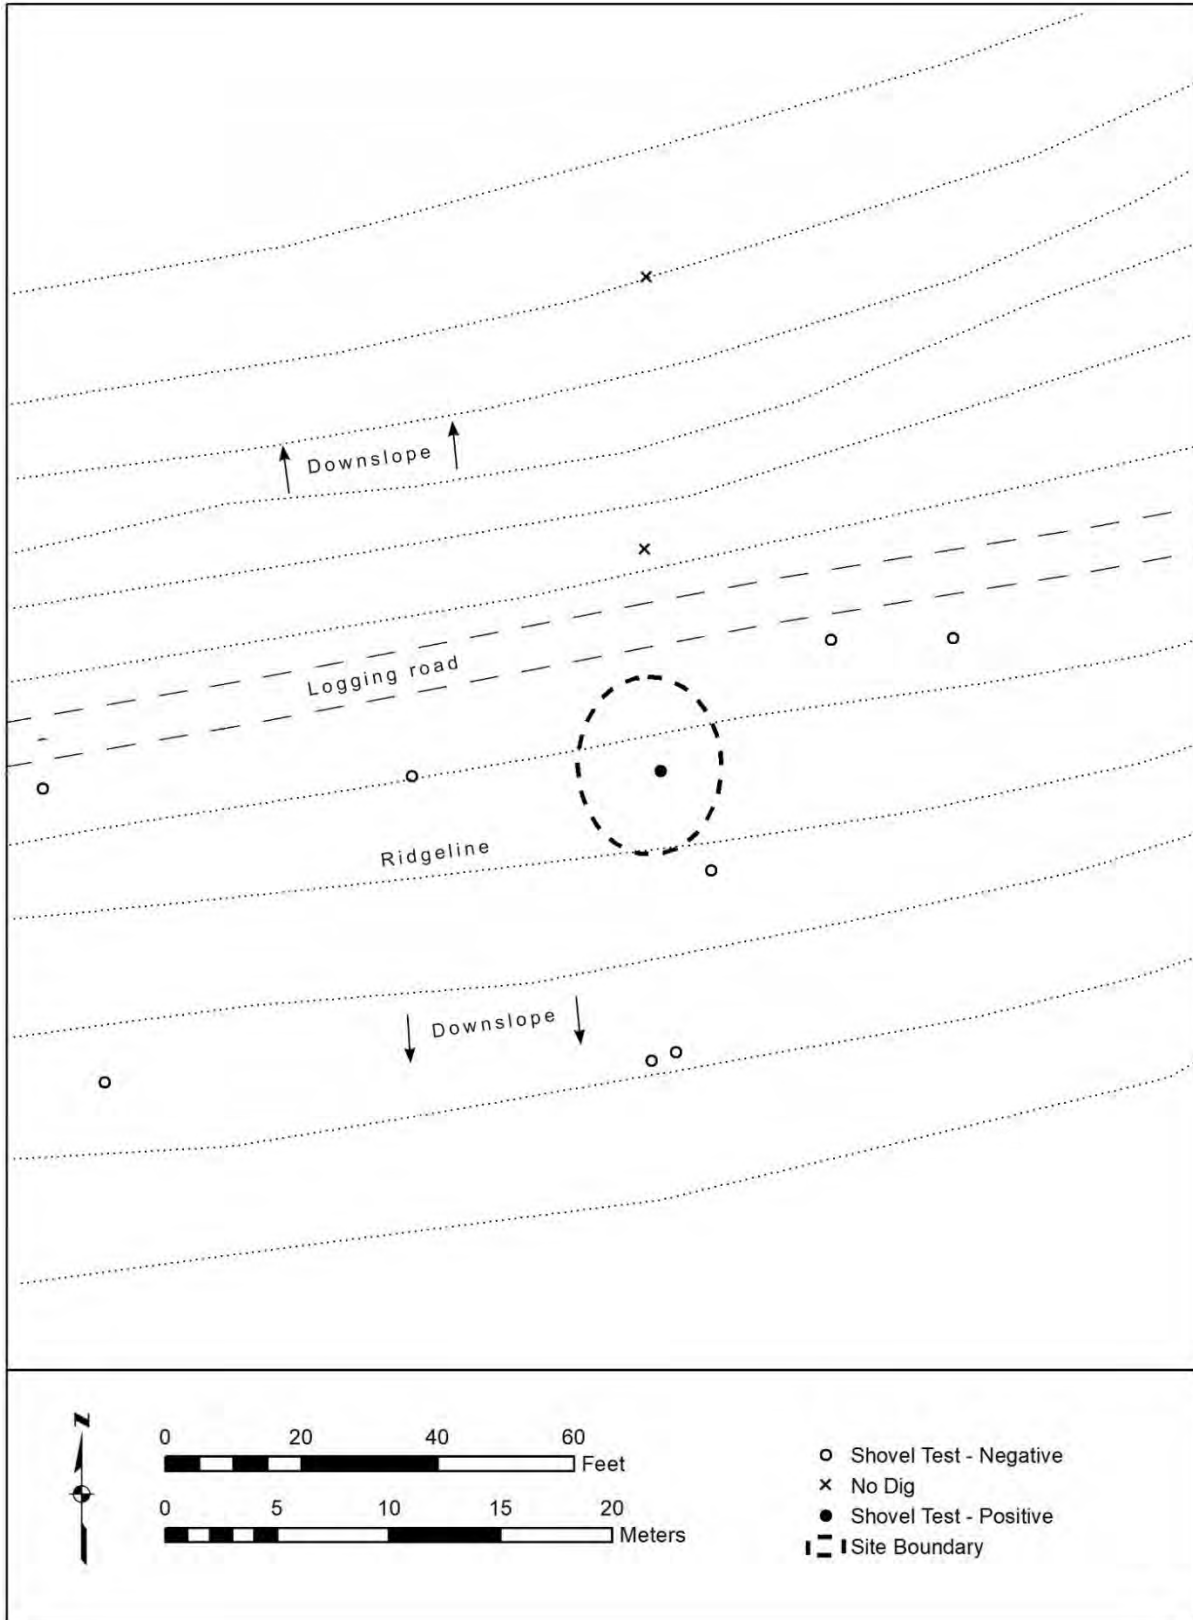 Downslope
Logging road
Ridgeline
Downslope
N
0 20 40 60
Feet
0 5 10 15 20
Meters
Shovel Test - Negative
No Dig
Shovel Test - Positive
Site Boundary